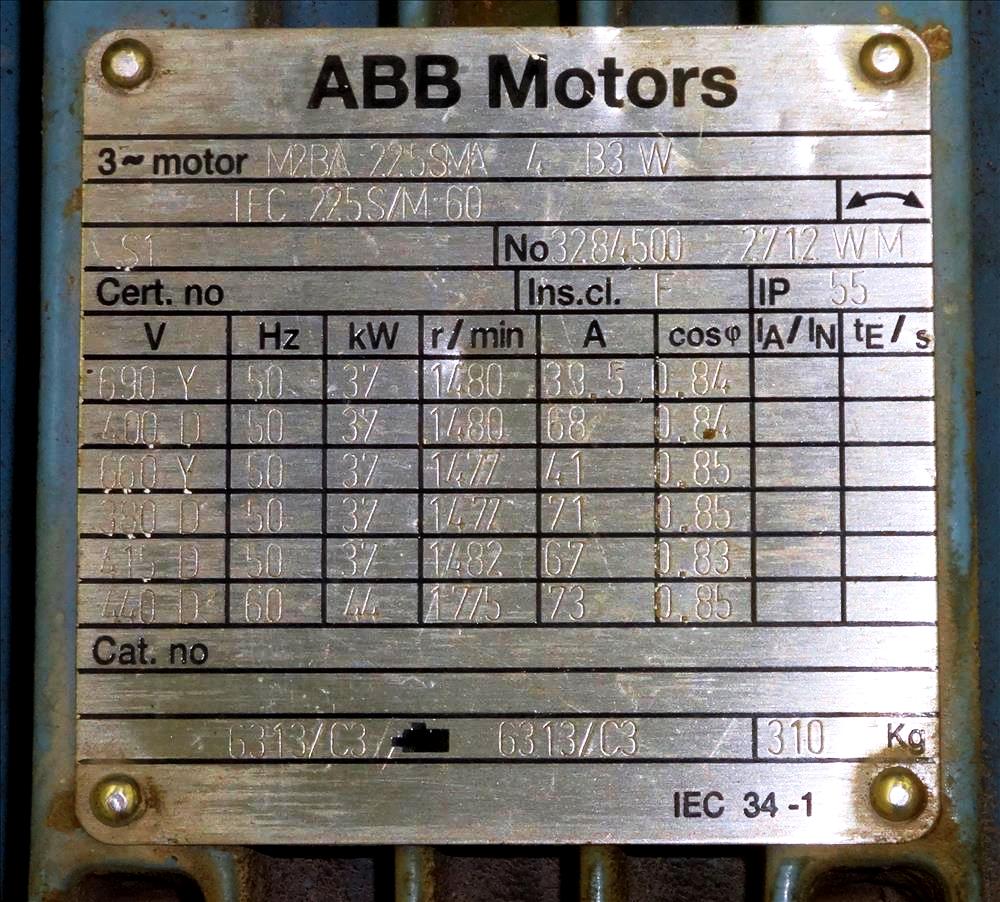 ABB Motors
3~motor M2BA 225SMA 4 B3 W
IEC 225S/M 60
S1 No 3284500 2712 WM
Cert. no Ins.cl. F IP 55
V Hz kW r/min A cosφ IA/IN tE/s
690 Y 50 37 1480 39.5 0.84
400 D 50 37 1480 68 0.84
660 Y 50 37 1477 41 0.85
380 D 50 37 1477 71 0.85
415 D 50 37 1482 67 0.83
440 D 60 44 1775 73 0.85
Cat. no
6313/C3 6313/C3 310 Kg
IEC 34-1